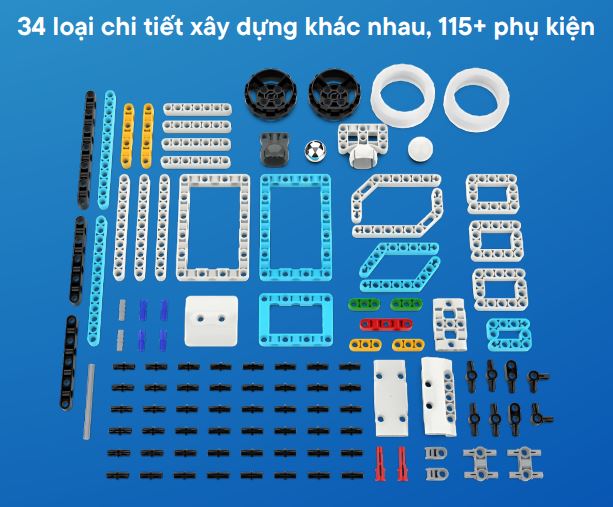 34 loại chi tiết xây dựng khác nhau, 115+ phụ kiện